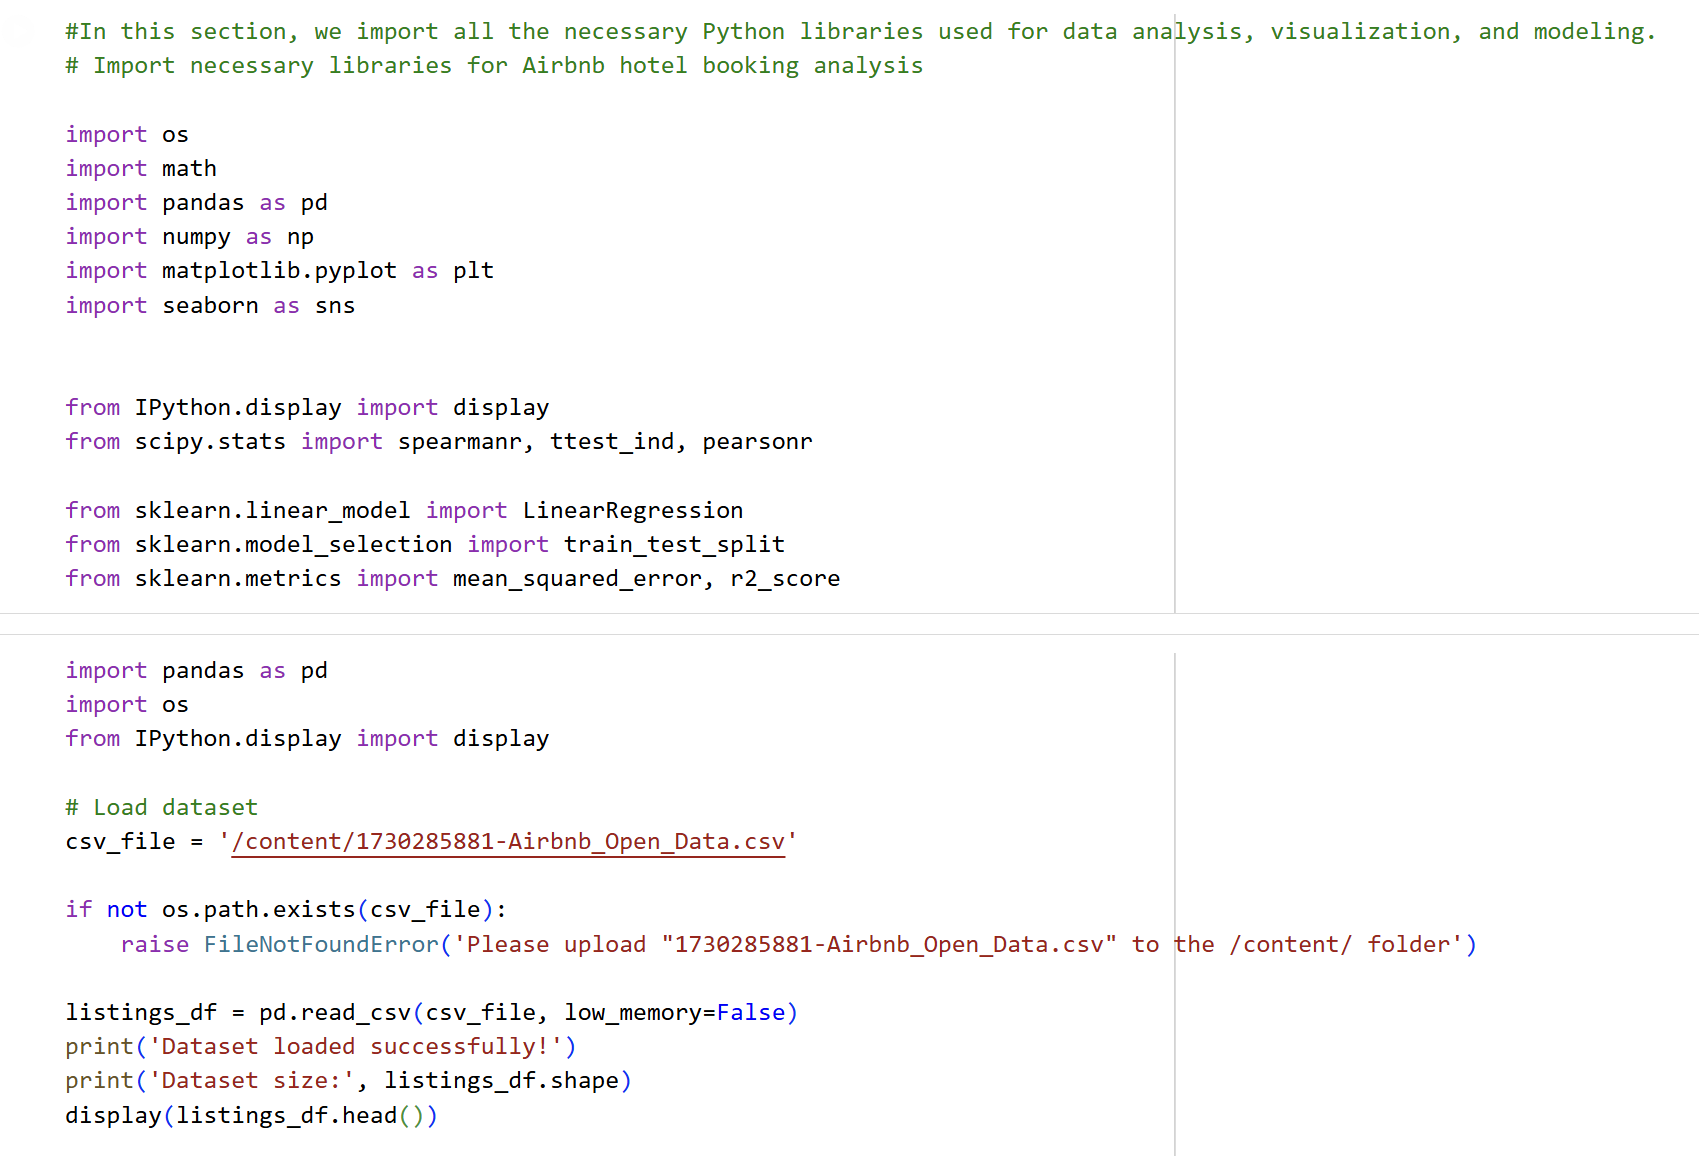 #In this section, we import all the necessary Python libraries used for data analysis, visualization, and modeling.
# Import necessary libraries for Airbnb hotel booking analysis
import os
import math
import pandas as pd
import numpy as np
import matplotlib.pyplot as plt
import seaborn as sns
from IPython.display import display
from scipy.stats import spearmanr, ttest_ind, pearsonr
from sklearn.linear_model import LinearRegression
from sklearn.model_selection import train_test_split
from sklearn.metrics import mean_squared_error, r2_score
import pandas as pd
import os
from IPython.display import display
# Load dataset
csv_file = '/content/1730285881-Airbnb_Open_Data.csv'
if not os.path.exists(csv_file):
    raise FileNotFoundError('Please upload "1730285881-Airbnb_Open_Data.csv" to the /content/ folder')
listings_df = pd.read_csv(csv_file, low_memory=False)
print('Dataset loaded successfully!')
print('Dataset size:', listings_df.shape)
display(listings_df.head())